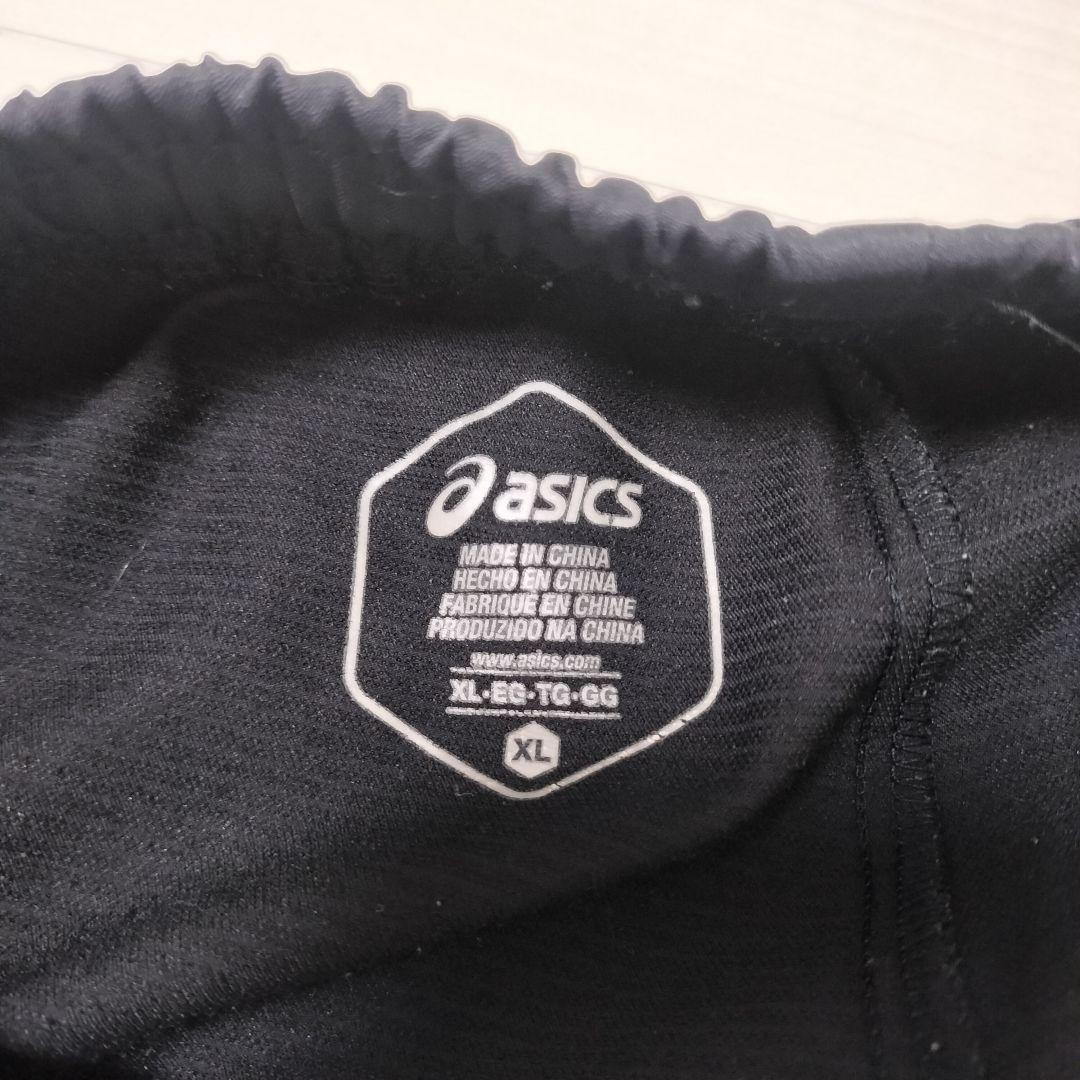 asics
MADE IN CHINA
HECHO EN CHINA
FABRIQUE EN CHINE
PRODUZIDO NA CHINA
www.asics.com
XL·EG·TG·GG
XL